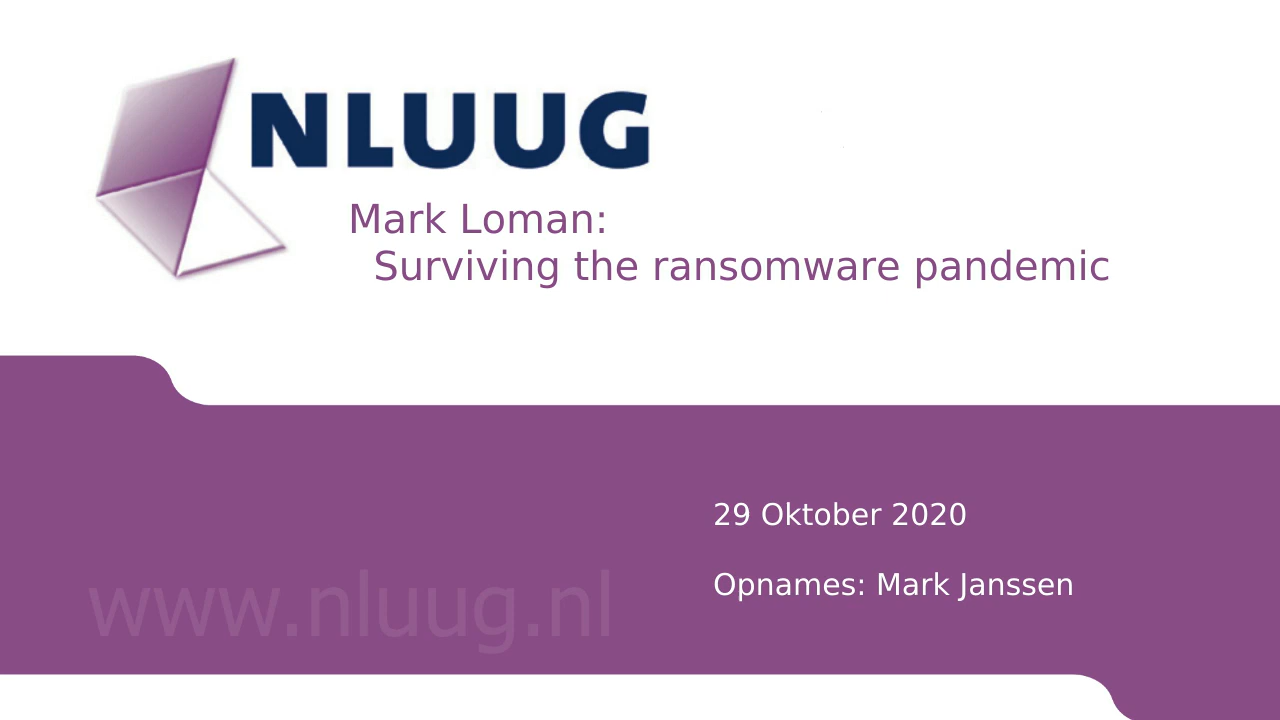 NLUUG
Mark Loman:
Surviving the ransomware pandemic
29 Oktober 2020
Opnames: Mark Janssen
www.nluug.nl